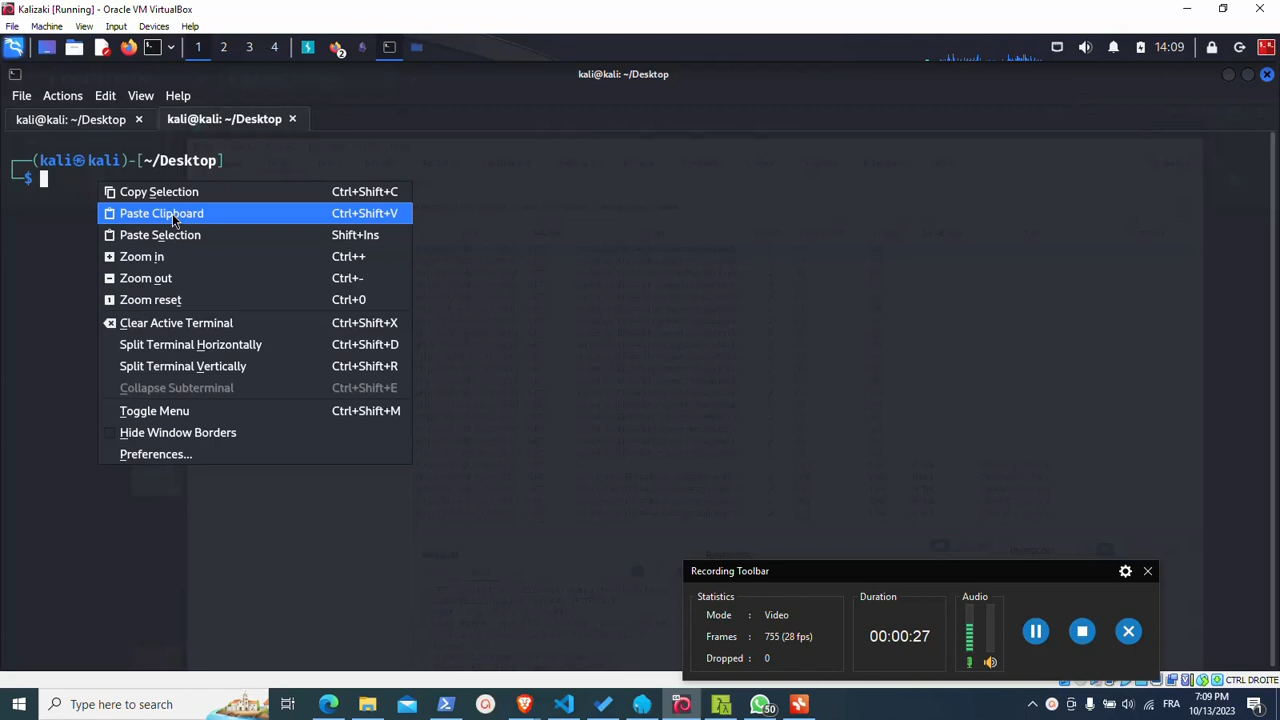 Kalizaki [Running] - Oracle VM VirtualBox
File Machine View Input Devices Help
1 2 3 4 2 14:09
kali@kali: ~/Desktop
File Actions Edit View Help
kali@kali: ~/Desktop × kali@kali: ~/Desktop ×
┌──(kali㉿kali)-[~/Desktop]
└─$
Copy Selection Ctrl+Shift+C
Paste Clipboard Ctrl+Shift+V
Paste Selection Shift+Ins
Zoom in Ctrl++
Zoom out Ctrl+-
Zoom reset Ctrl+0
Clear Active Terminal Ctrl+Shift+X
Split Terminal Horizontally Ctrl+Shift+D
Split Terminal Vertically Ctrl+Shift+R
Collapse Subterminal Ctrl+Shift+E
Toggle Menu Ctrl+Shift+M
Hide Window Borders
Preferences...
Recording Toolbar
Statistics Duration Audio
Mode : Video
Frames : 755 (28 fps)
Dropped : 0
00:00:27
CTRL DROITE
Type here to search
50
FRA
7:09 PM
10/13/2023